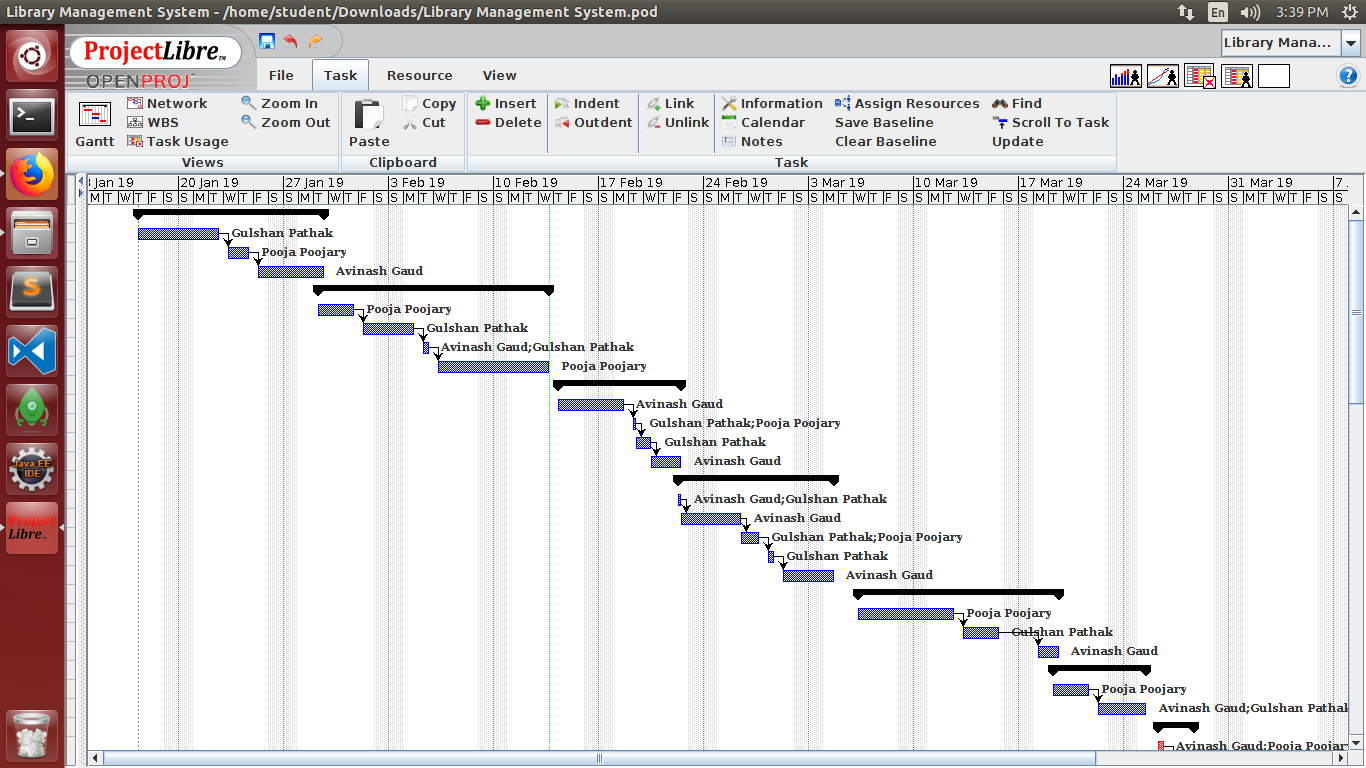 Library Management System - /home/student/Downloads/Library Management System.pod En 3:39 PM
ProjectLibre™ Library Mana...
OPENPROJ File Task Resource View
Network Zoom In Copy Insert Indent Link Information Assign Resources Find
WBS Zoom Out Cut Delete Outdent Unlink Calendar Save Baseline Scroll To Task
Gantt Task Usage Paste Notes Clear Baseline Update
Views Clipboard Task
Jan 19 20 Jan 19 27 Jan 19 3 Feb 19 10 Feb 19 17 Feb 19 24 Feb 19 3 Mar 19 10 Mar 19 17 Mar 19 24 Mar 19 31 Mar 19 7
M T W T F S S M T W T F S S M T W T F S S M T W T F S S M T W T F S S M T W T F S S M T W T F S S M T W T F S S M T W T F S S M T W T F S S M T W T F S S M T W T F S S
Gulshan Pathak
Pooja Poojary
Avinash Gaud
Pooja Poojary
Gulshan Pathak
Avinash Gaud;Gulshan Pathak
Pooja Poojary
Avinash Gaud
Gulshan Pathak;Pooja Poojary
Gulshan Pathak
Avinash Gaud
Avinash Gaud;Gulshan Pathak
Avinash Gaud
Gulshan Pathak;Pooja Poojary
Gulshan Pathak
Avinash Gaud
Pooja Poojary
Gulshan Pathak
Avinash Gaud
Pooja Poojary
Avinash Gaud;Gulshan Pathak
Avinash Gaud;Pooja Poojary
Java EE
IDE
Project
Libre